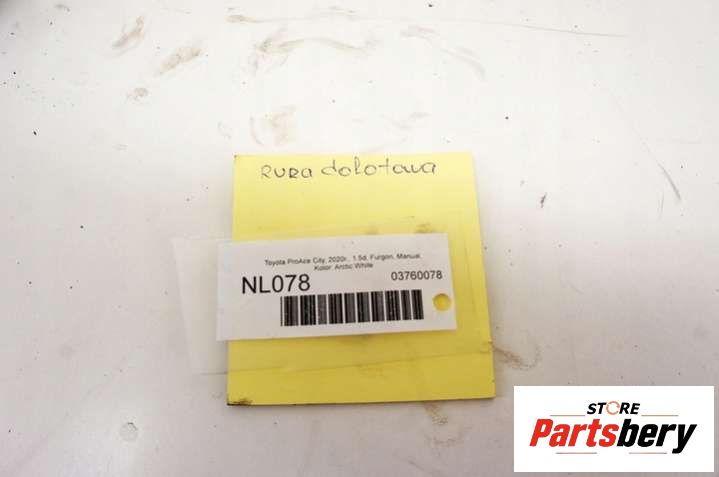 RURA dolotowa
Toyota ProAce City, 2020r., 1.5d, Furgon, Manual,
Kolor: Arctic White
NL078
03760078
STORE
Partsbery